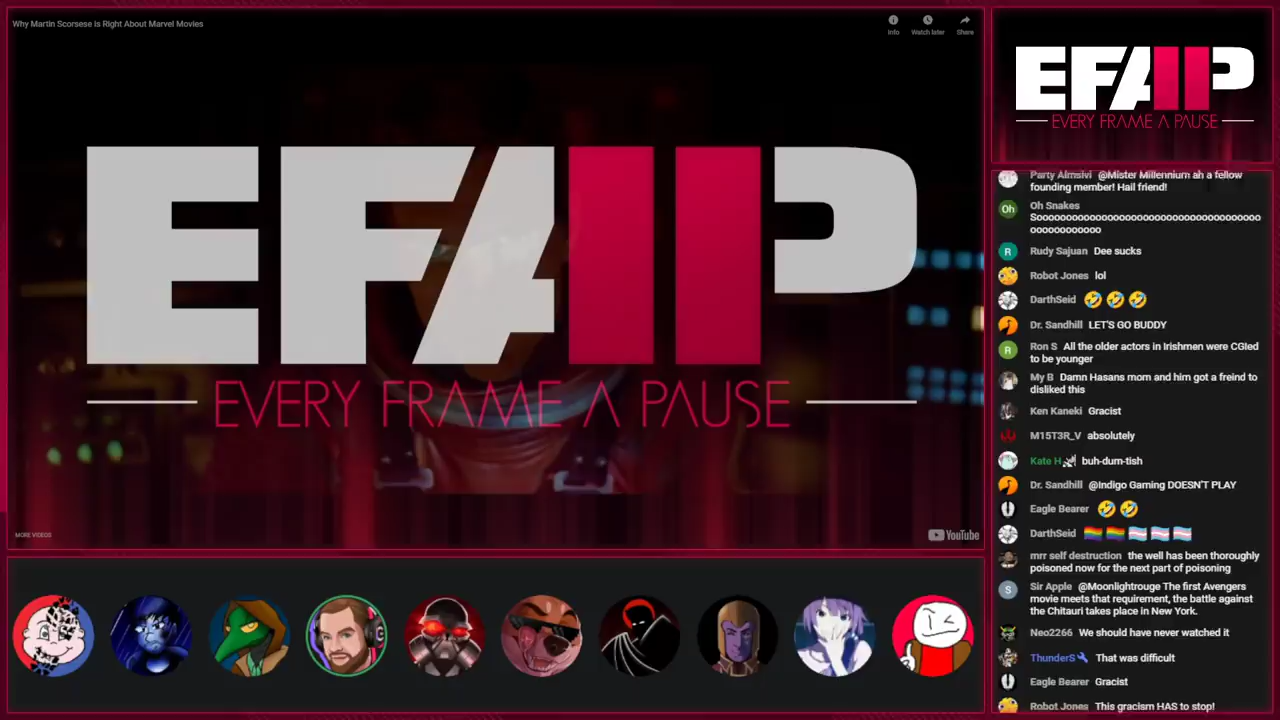 Why Martin Scorsese is Right About Marvel Movies
Info
Watch later
Share
EFAP
EVERY FRAME A PAUSE
MORE VIDEOS
YouTube
EFAP
EVERY FRAME A PAUSE
Party Almsivi @Mister Millennium ah a fellow
founding member! Hail friend!
Oh Snakes
Soooooooooooooooooooooooooooooooooooooo
oooooooooooo
Rudy Sajuan Dee sucks
Robot Jones lol
DarthSeid 🤣🤣🤣
Dr. Sandhill LET'S GO BUDDY
Ron S All the older actors in Irishmen were CGIed
to be younger
My B Damn Hasans mom and him got a freind to
disliked this
Ken Kaneki Gracist
M15T3R_V absolutely
Kate H buh-dum-tish
Dr. Sandhill @Indigo Gaming DOESN'T PLAY
Eagle Bearer 🤣🤣
DarthSeid 🏳️‍🌈🏳️‍🌈🏳️‍⚧️🏳️‍⚧️🏳️‍⚧️
mrr self destruction the well has been thoroughly
poisoned now for the next part of poisoning
Sir Apple @Moonlightrouge The first Avengers
movie meets that requirement, the battle against
the Chitauri takes place in New York.
Neo2266 We should have never watched it
ThunderS🔧 That was difficult
Eagle Bearer Gracist
Robot Jones This gracism HAS to stop!